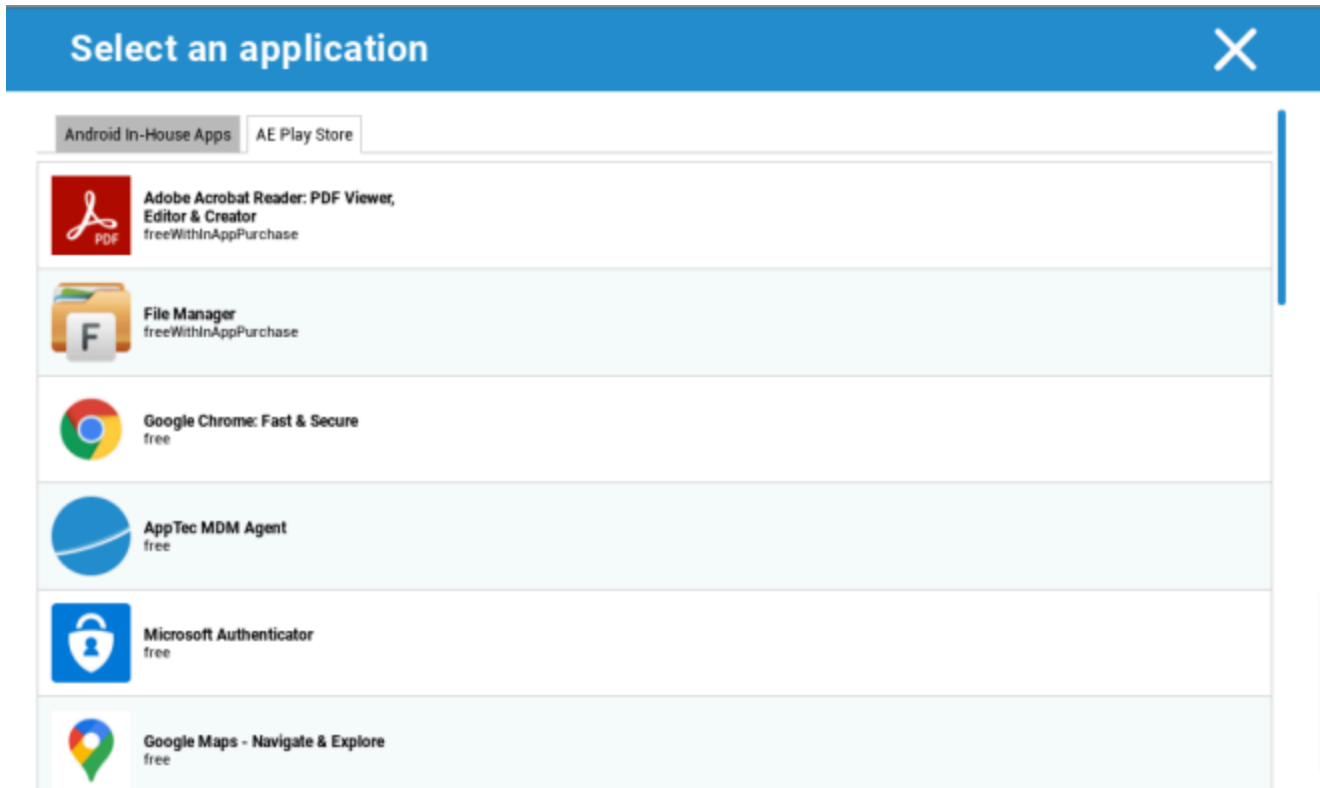 Select an application
Android In-House Apps
AE Play Store
Adobe Acrobat Reader: PDF Viewer,
Editor & Creator
freeWithInAppPurchase
PDF
File Manager
freeWithInAppPurchase
F
Google Chrome: Fast & Secure
free
AppTec MDM Agent
free
Microsoft Authenticator
free
Google Maps - Navigate & Explore
free